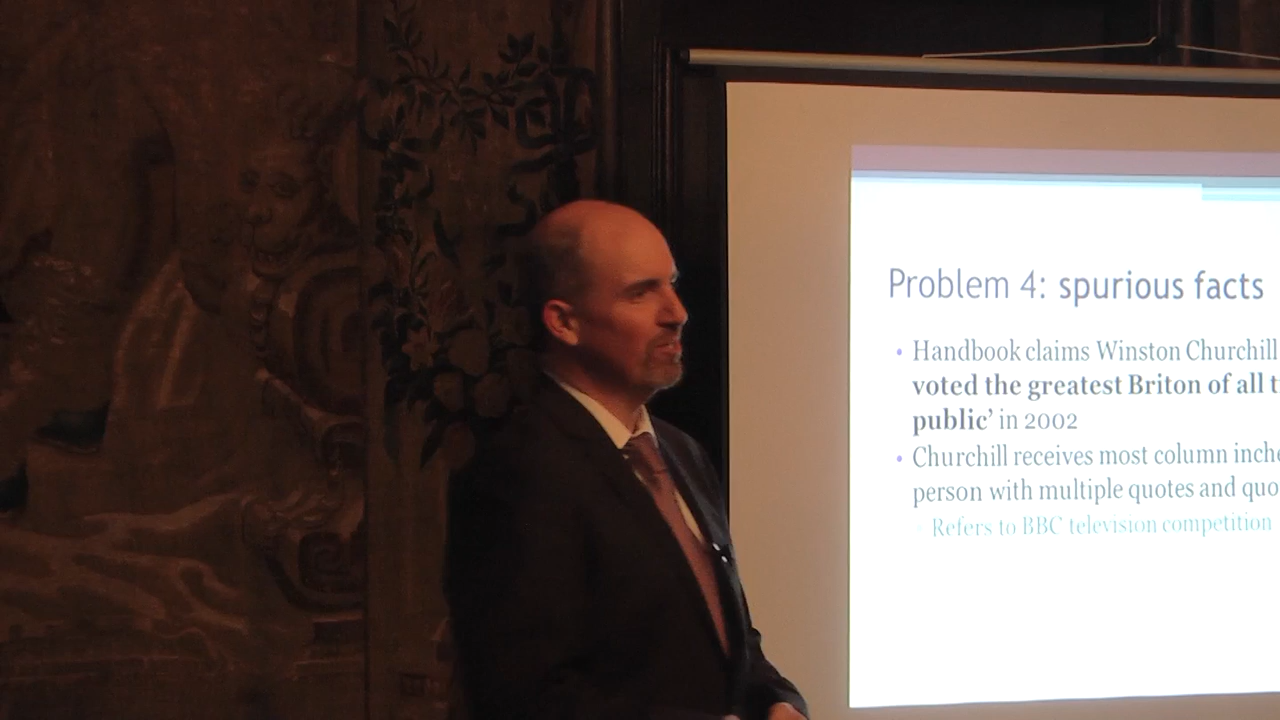 Problem 4: spurious facts
• Handbook claims Winston Churchill
voted the greatest Briton of all t
public’ in 2002
• Churchill receives most column inche
person with multiple quotes and quo
Refers to BBC television competition